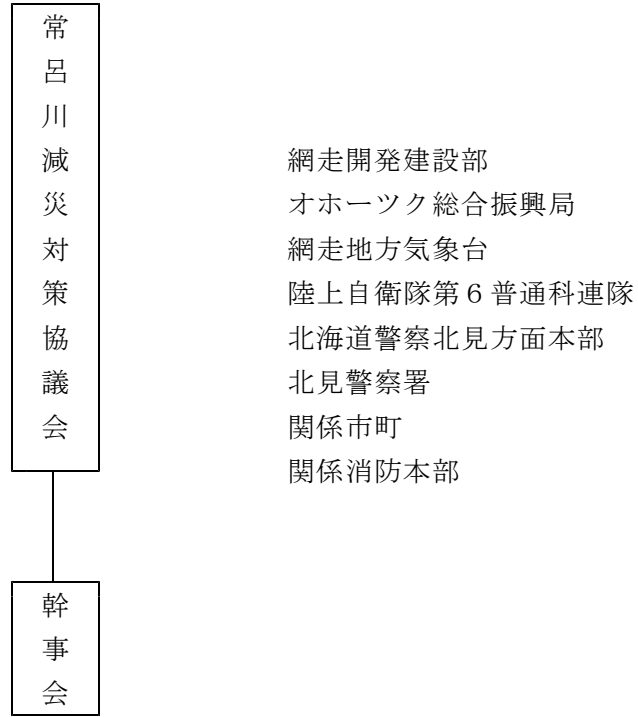 常呂川減災対策協議会
網走開発建設部
オホーツク総合振興局
網走地方気象台
陸上自衛隊第６普通科連隊
北海道警察北見方面本部
北見警察署
関係市町
関係消防本部
幹事会